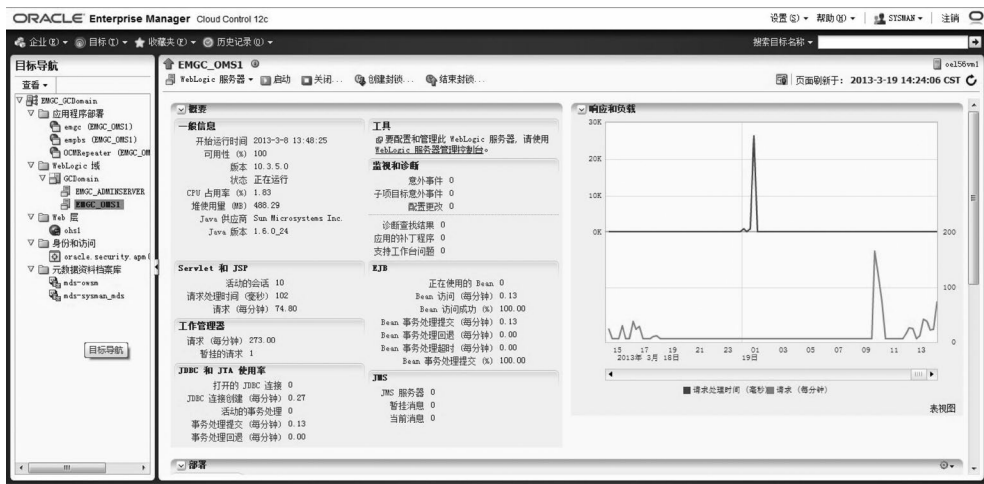 ORACLE Enterprise Manager Cloud Control 12c
设置(S) 帮助(H) SYSMAN 注销
企业(E) 目标(T) 收藏夹(F) 历史记录(O) 搜索目标名称
目标导航
查看
EMGC_GCDomain
应用程序部署
emgc (EMGC_OMS1)
empbs (EMGC_OMS1)
OCMRepeater (EMGC_OM
WebLogic 域
GCDomain
EMGC_ADMINSERVER
EMGC_OMS1
Web 层
ohs1
身份和访问
oracle.security.apm(
元数据资料档案库
mds-owsm
mds-sysman_mds
目标导航
EMGC_OMS1 oel56vm1
WebLogic 服务器 启动 关闭... 创建封锁... 结束封锁... 页面刷新于: 2013-3-19 14:24:06 CST
概要
一般信息
开始运行时间 2013-3-8 13:48:25
可用性 (%) 100
版本 10.3.5.0
状态 正在运行
CPU 占用率 (%) 1.83
堆使用量 (MB) 488.29
Java 供应商 Sun Microsystems Inc.
Java 版本 1.6.0_24
工具
要配置和管理此 WebLogic 服务器, 请使用
WebLogic 服务器管理控制台。
监视和诊断
意外事件 0
子项目标意外事件 0
配置更改 0
诊断查找结果 0
应用的补丁程序 0
支持工作台问题 0
Servlet 和 JSP
活动的会话 10
请求处理时间 (毫秒) 102
请求 (每分钟) 74.80
工作管理器
请求 (每分钟) 273.00
暂挂的请求 1
JDBC 和 JTA 使用率
打开的 JDBC 连接 0
JDBC 连接创建 (每分钟) 0.27
活动的事务处理 0
事务处理提交 (每分钟) 0.13
事务处理回退 (每分钟) 0.00
EJB
正在使用的 Bean 0
Bean 访问 (每分钟) 0.13
Bean 访问成功 (%) 100.00
Bean 事务处理提交 (每分钟) 0.13
Bean 事务处理回退 (每分钟) 0.00
Bean 事务处理超时 (每分钟) 0.00
Bean 事务处理提交 (%) 100.00
JMS
JMS 服务器 0
暂挂消息 0
当前消息 0
响应和负载
30K
20K
10K
0K 200
100
0
15 17 19 21 23 01 03 05 07 09 11 13
2013年 3月 18日 19日
请求处理时间 (毫秒) 请求 (每分钟)
表视图
部署